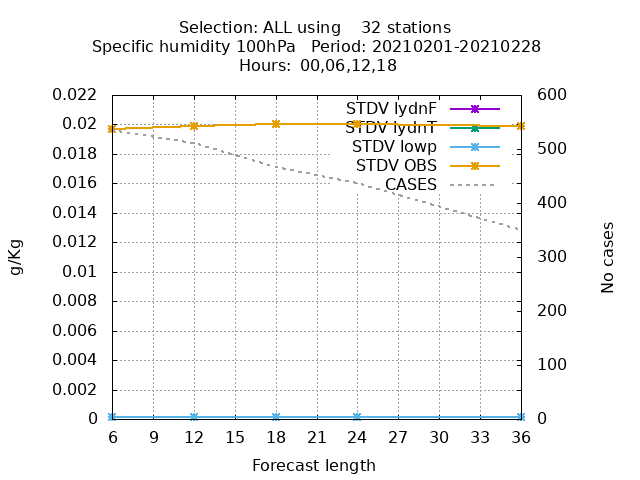 Selection: ALL using    32 stations
Specific humidity 100hPa   Period: 20210201-20210228
Hours:  00,06,12,18
0.022
0.02
0.018
0.016
0.014
0.012
0.01
0.008
0.006
0.004
0.002
0
g/Kg
STDV lydnF
STDV lydnT
STDV lowp
STDV OBS
CASES
600
500
400
300
200
100
0
No cases
6 9 12 15 18 21 24 27 30 33 36
Forecast length